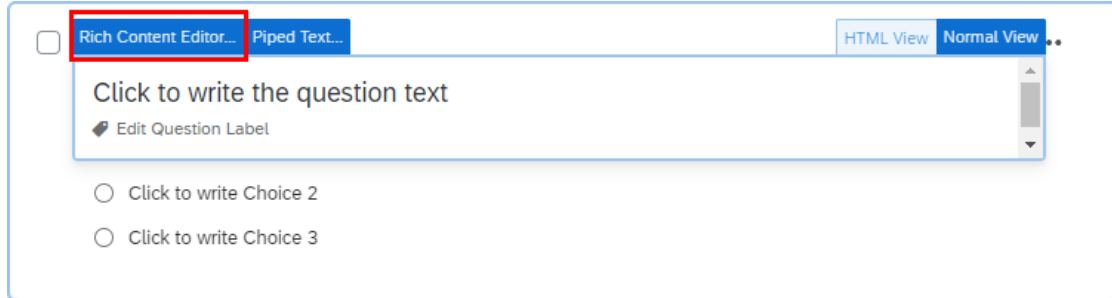 Rich Content Editor... Piped Text... HTML View Normal View
Click to write the question text
Edit Question Label
Click to write Choice 2
Click to write Choice 3